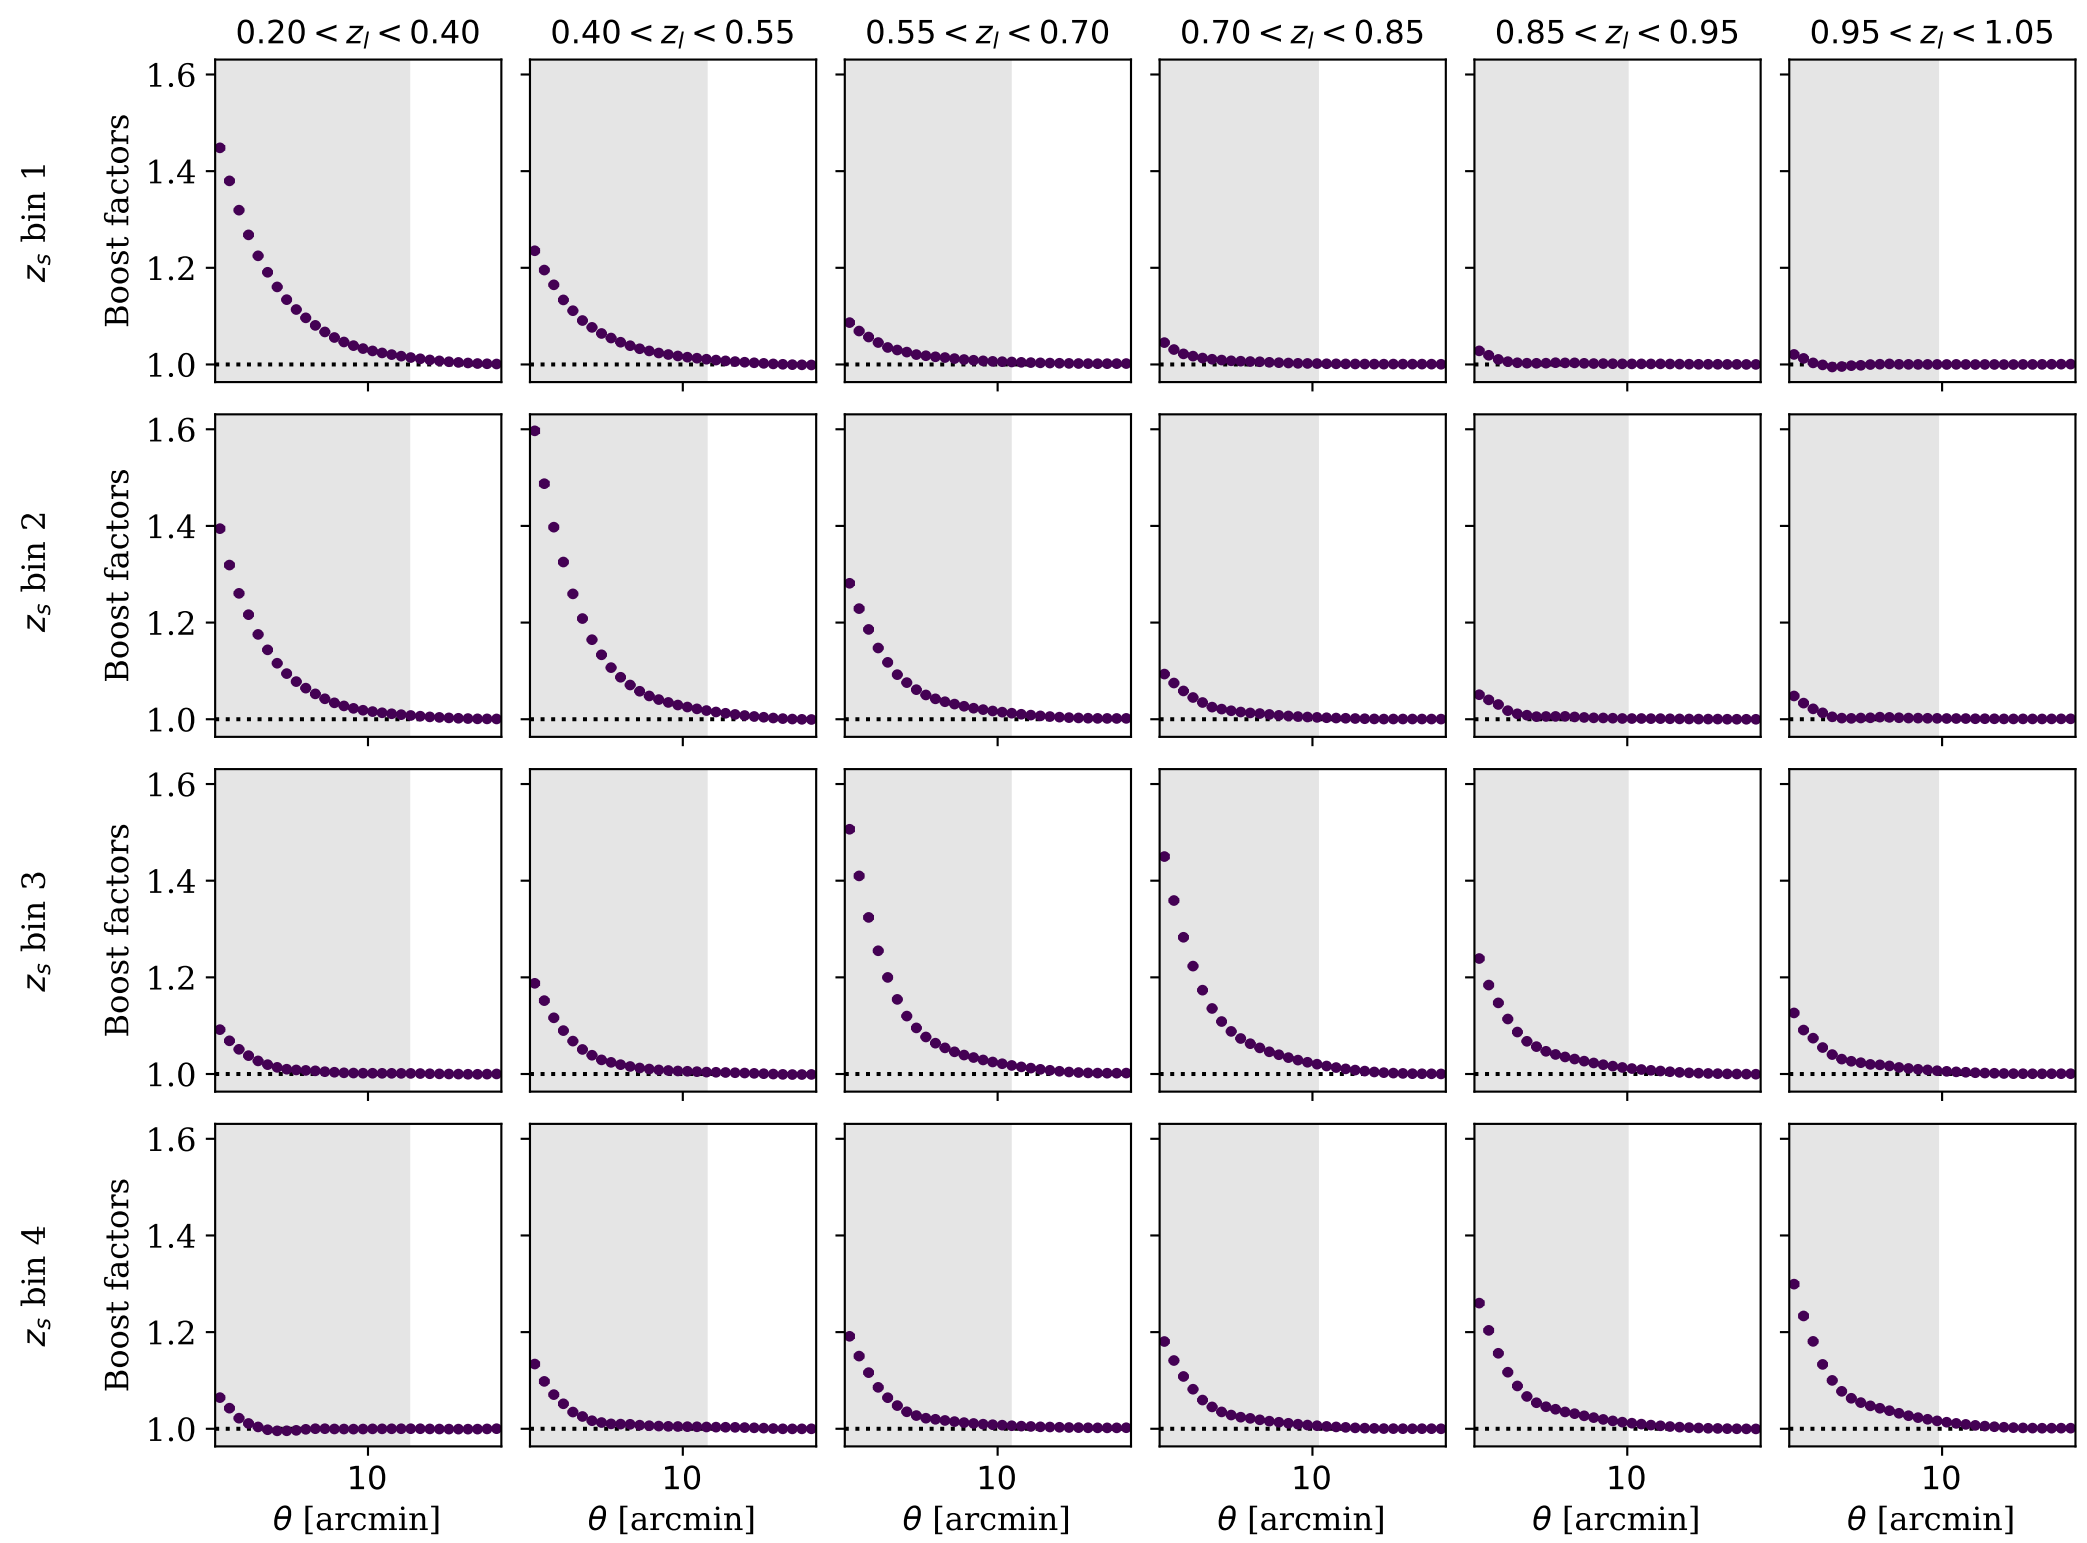 0.20 < z_l < 0.40 0.40 < z_l < 0.55 0.55 < z_l < 0.70 0.70 < z_l < 0.85 0.85 < z_l < 0.95 0.95 < z_l < 1.05
z_s bin 1
Boost factors
1.6
1.4
1.2
1.0
z_s bin 2
Boost factors
1.6
1.4
1.2
1.0
z_s bin 3
Boost factors
1.6
1.4
1.2
1.0
z_s bin 4
Boost factors
1.6
1.4
1.2
1.0
10 10 10 10 10 10
θ [arcmin] θ [arcmin] θ [arcmin] θ [arcmin] θ [arcmin] θ [arcmin]